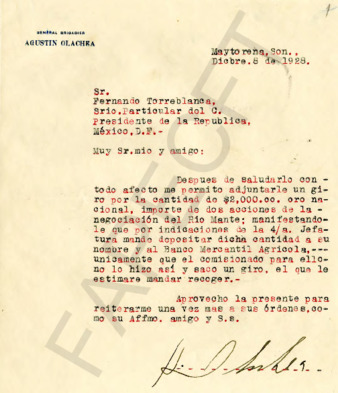 GENERAL BRIGADIER
AGUSTIN OLACHEA
Maytorena, Son.,
Dicbre. 8 de 1928.
Sr.
Fernando Torreblanca,
Srio.Particular del C.
Presidente de la Republica,
México,D.F.-
Muy Sr.mio y amigo:
Despues de saludarlo con -
todo afecto me permito adjuntarle un gi-
ro por la cantidad de $2,000.oo. oro na-
cional, importe de dos acciones de la -
negociación del Rio Mante; manifestando-
le que por indicaciones de la 4/a. Jefa-
tura mande depositar dicha cantidad a su
nombre y al Banco Mercantil Agricola.---
unicamente que el comisionado para ello-
no lo hizo así y saco un giro, el que le
estimare mandar recoger.-
Aprovecho la presente para
reiterarme una vez mas a sus órdenes,co-
mo su Affmo. amigo y S.s.
FAPECFT